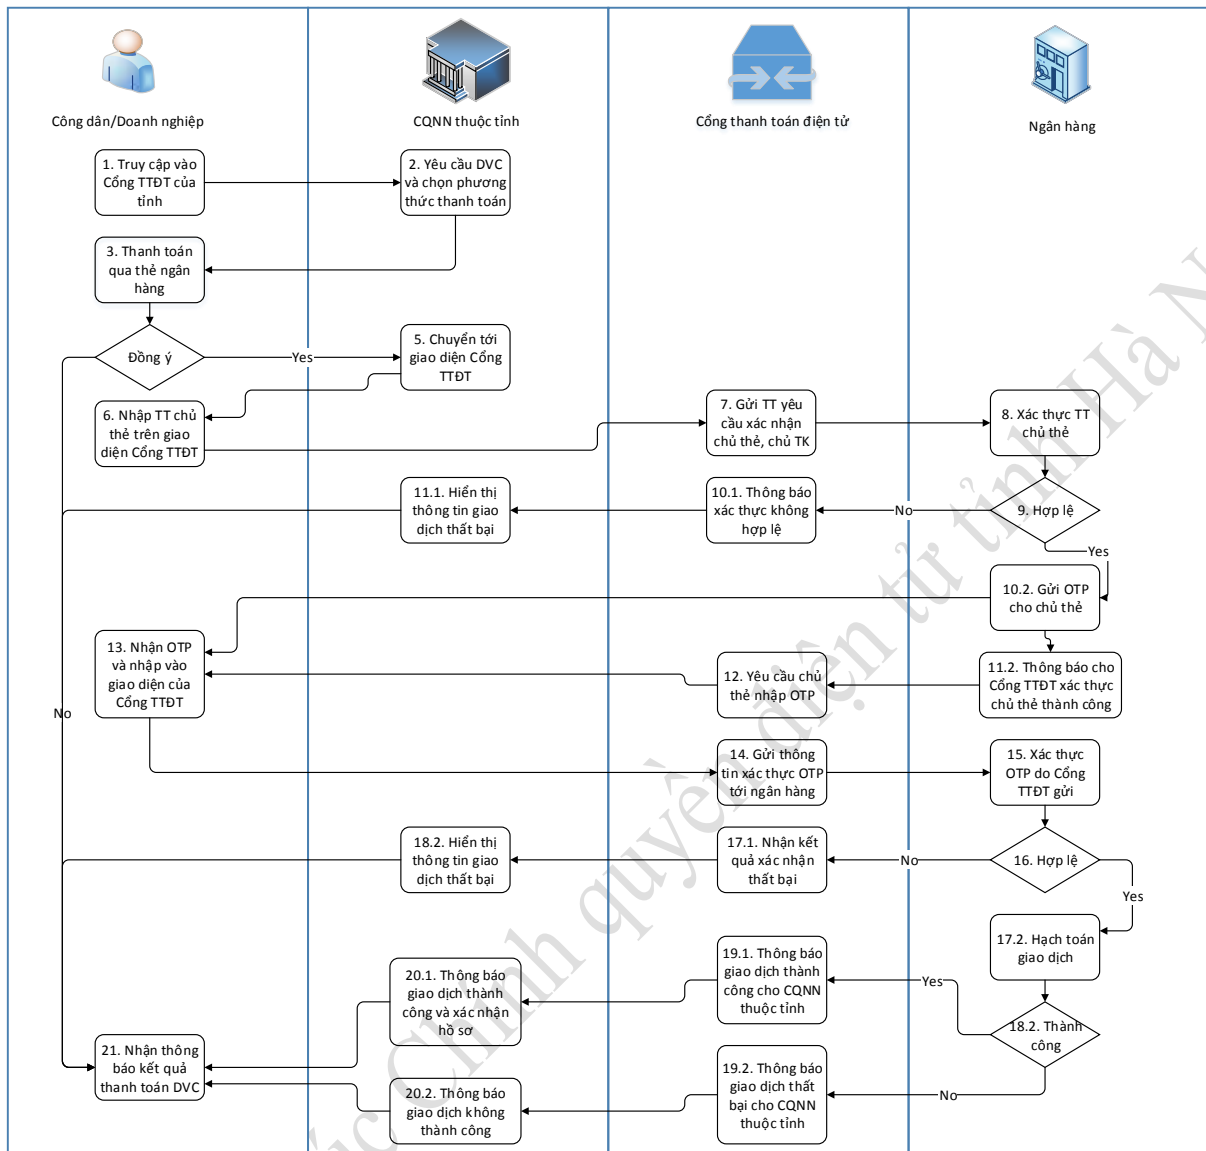 Công dân/Doanh nghiệp
CQNN thuộc tỉnh
Cổng thanh toán điện tử
Ngân hàng
1. Truy cập vào
Cổng TTĐT của
tỉnh
2. Yêu cầu DVC
và chọn phương
thức thanh toán
3. Thanh toán
qua thẻ ngân
hàng
Đồng ý
Yes
5. Chuyển tới
giao diện Cổng
TTĐT
6. Nhập TT chủ
thẻ trên giao
diện Cổng TTĐT
7. Gửi TT yêu
cầu xác nhận
chủ thẻ, chủ TK
8. Xác thực TT
chủ thẻ
9. Hợp lệ
No
10.1. Thông báo
xác thực không
hợp lệ
11.1. Hiển thị
thông tin giao
dịch thất bại
Yes
10.2. Gửi OTP
cho chủ thẻ
11.2. Thông báo cho
Cổng TTĐT xác thực
chủ thẻ thành công
12. Yêu cầu chủ
thẻ nhập OTP
13. Nhận OTP
và nhập vào
giao diện của
Cổng TTĐT
No
14. Gửi thông
tin xác thực OTP
tới ngân hàng
15. Xác thực
OTP do Cổng
TTĐT gửi
16. Hợp lệ
No
17.1. Nhận kết
quả xác nhận
thất bại
18.2. Hiển thị
thông tin giao
dịch thất bại
Yes
17.2. Hạch toán
giao dịch
18.2. Thành
công
Yes
19.1. Thông báo
giao dịch thành
công cho CQNN
thuộc tỉnh
20.1. Thông báo
giao dịch thành
công và xác nhận
hồ sơ
No
19.2. Thông báo
giao dịch thất
bại cho CQNN
thuộc tỉnh
20.2. Thông báo
giao dịch không
thành công
21. Nhận thông
báo kết quả
thanh toán DVC
Chính quyền điện tử tỉnh Hà